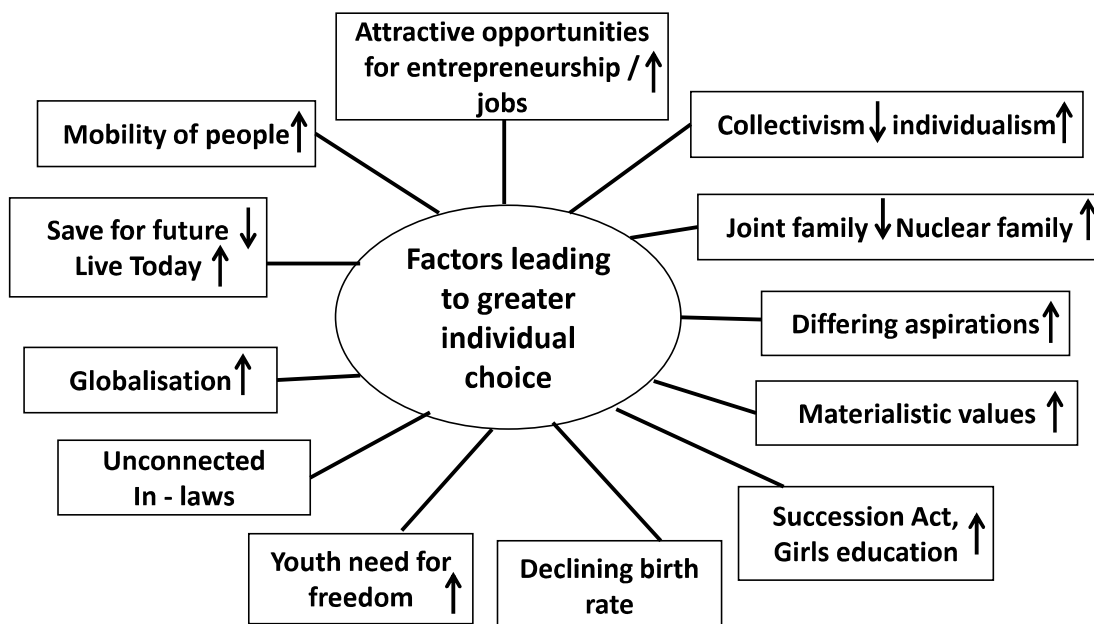 Attractive opportunities
for entrepreneurship / ↑
jobs
Mobility of people ↑
Collectivism ↓ individualism ↑
Save for future ↓
Live Today ↑
Joint family ↓ Nuclear family ↑
Factors leading
to greater
individual
choice
Differing aspirations ↑
Globalisation ↑
Materialistic values ↑
Unconnected
In - laws
Succession Act,
Girls education ↑
Youth need for
freedom ↑
Declining birth
rate